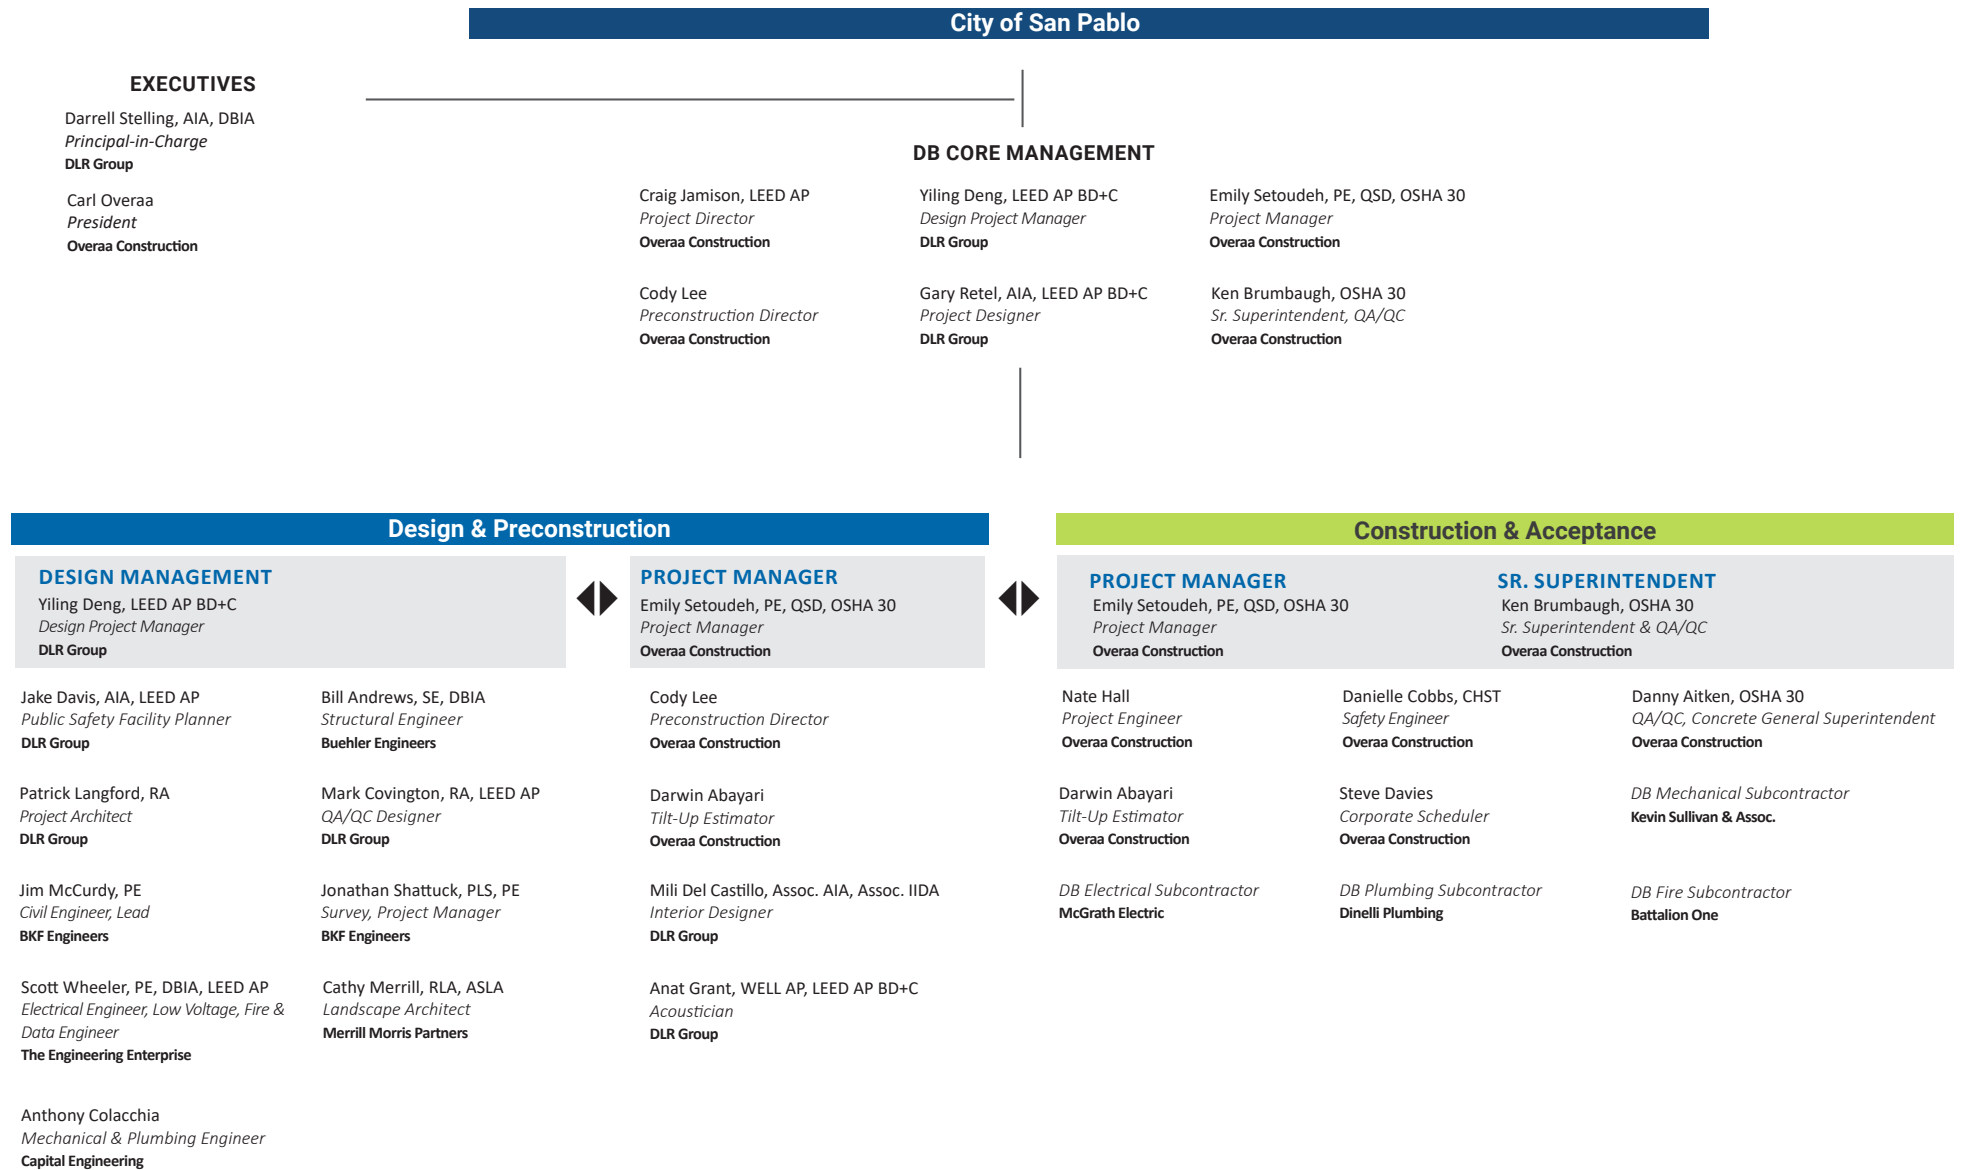 City of San Pablo
EXECUTIVES
Darrell Stelling, AIA, DBIA
Principal-in-Charge
DLR Group
Carl Overaa
President
Overaa Construction
DB CORE MANAGEMENT
Craig Jamison, LEED AP
Project Director
Overaa Construction
Yiling Deng, LEED AP BD+C
Design Project Manager
DLR Group
Emily Setoudeh, PE, QSD, OSHA 30
Project Manager
Overaa Construction
Cody Lee
Preconstruction Director
Overaa Construction
Gary Retel, AIA, LEED AP BD+C
Project Designer
DLR Group
Ken Brumbaugh, OSHA 30
Sr. Superintendent, QA/QC
Overaa Construction
Design & Preconstruction
DESIGN MANAGEMENT
Yiling Deng, LEED AP BD+C
Design Project Manager
DLR Group
PROJECT MANAGER
Emily Setoudeh, PE, QSD, OSHA 30
Project Manager
Overaa Construction
Jake Davis, AIA, LEED AP
Public Safety Facility Planner
DLR Group
Bill Andrews, SE, DBIA
Structural Engineer
Buehler Engineers
Cody Lee
Preconstruction Director
Overaa Construction
Patrick Langford, RA
Project Architect
DLR Group
Mark Covington, RA, LEED AP
QA/QC Designer
DLR Group
Darwin Abayari
Tilt-Up Estimator
Overaa Construction
Jim McCurdy, PE
Civil Engineer, Lead
BKF Engineers
Jonathan Shattuck, PLS, PE
Survey, Project Manager
BKF Engineers
Mili Del Castillo, Assoc. AIA, Assoc. IIDA
Interior Designer
DLR Group
Scott Wheeler, PE, DBIA, LEED AP
Electrical Engineer, Low Voltage, Fire &
Data Engineer
The Engineering Enterprise
Cathy Merrill, RLA, ASLA
Landscape Architect
Merrill Morris Partners
Anat Grant, WELL AP, LEED AP BD+C
Acoustician
DLR Group
Anthony Colacchia
Mechanical & Plumbing Engineer
Capital Engineering
Construction & Acceptance
PROJECT MANAGER
Emily Setoudeh, PE, QSD, OSHA 30
Project Manager
Overaa Construction
SR. SUPERINTENDENT
Ken Brumbaugh, OSHA 30
Sr. Superintendent & QA/QC
Overaa Construction
Nate Hall
Project Engineer
Overaa Construction
Danielle Cobbs, CHST
Safety Engineer
Overaa Construction
Danny Aitken, OSHA 30
QA/QC, Concrete General Superintendent
Overaa Construction
Darwin Abayari
Tilt-Up Estimator
Overaa Construction
Steve Davies
Corporate Scheduler
Overaa Construction
DB Mechanical Subcontractor
Kevin Sullivan & Assoc.
DB Electrical Subcontractor
McGrath Electric
DB Plumbing Subcontractor
Dinelli Plumbing
DB Fire Subcontractor
Battalion One